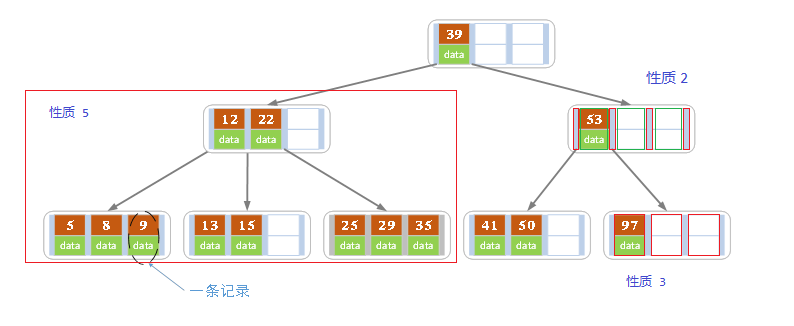 39
data
性质 2
性质 5
12 22
data data
53
data
5 8 9
data data data
13 15
data data
25 29 35
data data data
41 50
data data
97
data
一条记录
性质 3